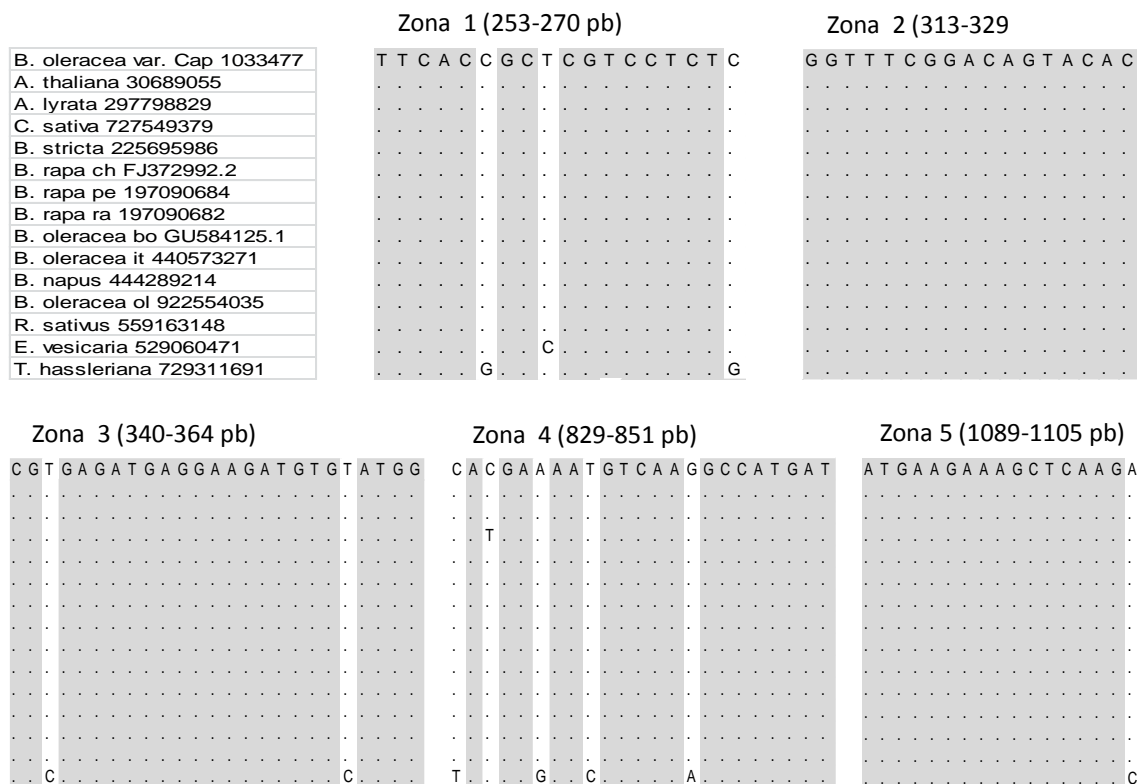 Zona 1 (253-270 pb)
Zona 2 (313-329
B. oleracea var. Cap 1033477
T T C A C C G C T C G T C C T C T C
G G T T T C G G A C A G T A C A C
A. thaliana 30689055
A. lyrata 297798829
C. sativa 727549379
B. stricta 225695986
B. rapa ch FJ372992.2
B. rapa pe 197090684
B. rapa ra 197090682
B. oleracea bo GU584125.1
B. oleracea it 440573271
B. napus 444289214
B. oleracea ol 922554035
R. sativus 559163148
E. vesicaria 529060471
C
T. hassleriana 729311691
G G
Zona 3 (340-364 pb)
Zona 4 (829-851 pb)
Zona 5 (1089-1105 pb)
C G T G A G A T G A G G A A G A T G T G T A T G G
C A C G A A A A T G T C A A G G C C A T G A T
A T G A A G A A A G C T C A A G A
T
C C
T G C A
C